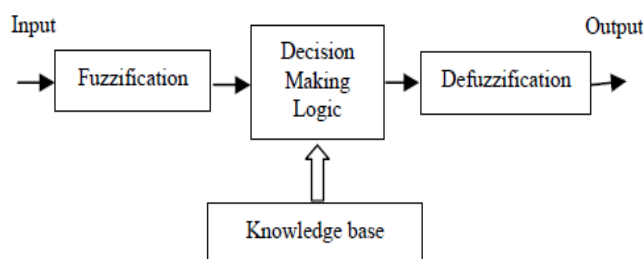 Input
Output
Fuzzification
Decision
Making
Logic
Defuzzification
Knowledge base